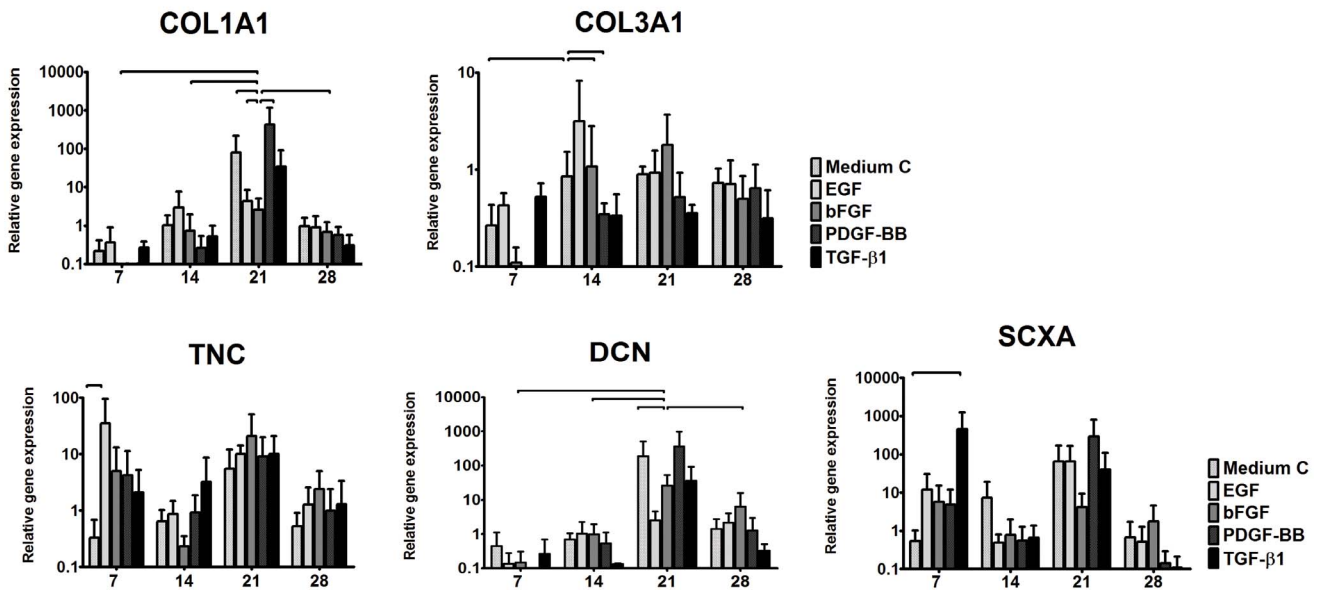 COL1A1
Relative gene expression
10000
1000
100
10
1
0.1
7 14 21 28
COL3A1
Relative gene expression
10
1
0.1
7 14 21 28
Medium C
EGF
bFGF
PDGF-BB
TGF-β1
TNC
Relative gene expression
100
10
1
0.1
7 14 21 28
DCN
Relative gene expression
10000
1000
100
10
1
0.1
7 14 21 28
SCXA
Relative gene expression
10000
1000
100
10
1
0.1
7 14 21 28
Medium C
EGF
bFGF
PDGF-BB
TGF-β1